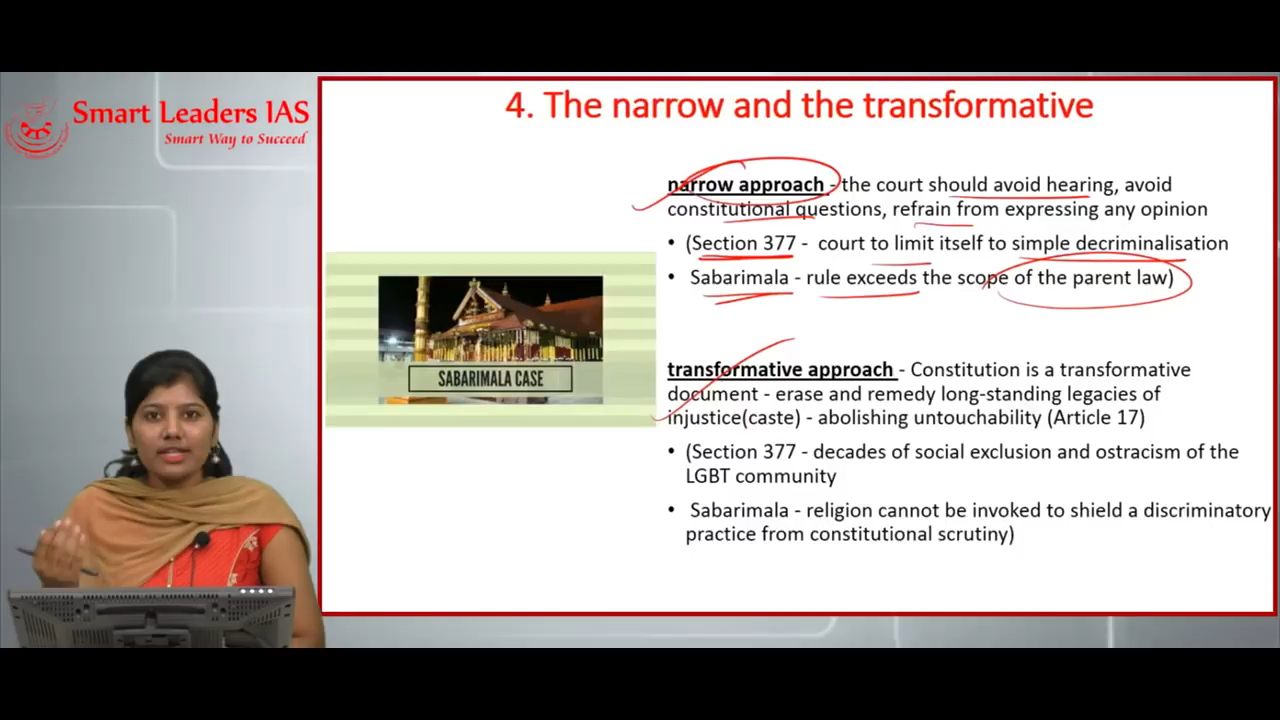 Smart Leaders IAS
Smart Way to Succeed
4. The narrow and the transformative
narrow approach - the court should avoid hearing, avoid
constitutional questions, refrain from expressing any opinion
• (Section 377 - court to limit itself to simple decriminalisation
• Sabarimala - rule exceeds the scope of the parent law)
SABARIMALA CASE
transformative approach - Constitution is a transformative
document - erase and remedy long-standing legacies of
injustice(caste) - abolishing untouchability (Article 17)
• (Section 377 - decades of social exclusion and ostracism of the
LGBT community
• Sabarimala - religion cannot be invoked to shield a discriminatory
practice from constitutional scrutiny)